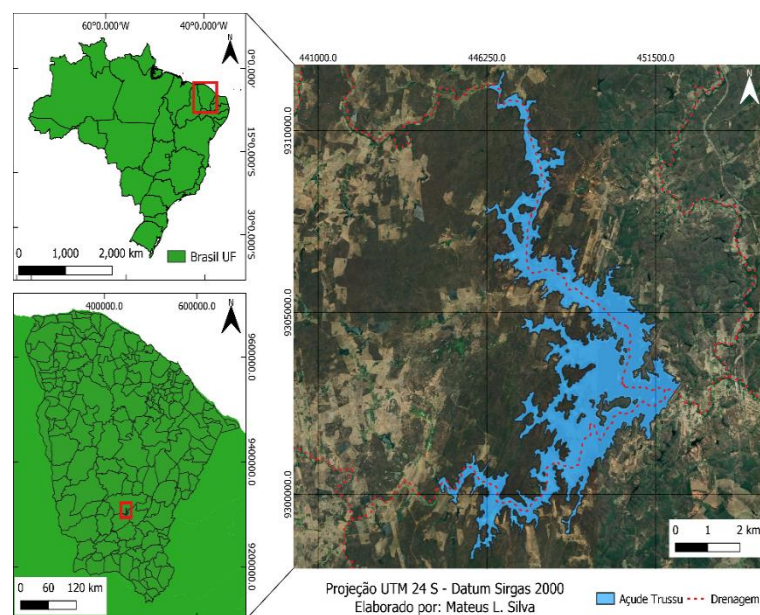 60°0.000'W 40°0.000'W
N
0°0.000'
15°0.000'S
30°0.000'S
0 1,000 2,000 km
Brasil UF
400000.0 600000.0
N
9600000.0
9400000.0
9200000.0
0 60 120 km
441000.0 446250.0 451500.0
N
9310000.0
9305000.0
9300000.0
0 1 2 km
Projeção UTM 24 S - Datum Sirgas 2000
Elaborado por: Mateus L. Silva
Açude Trussu Drenagem